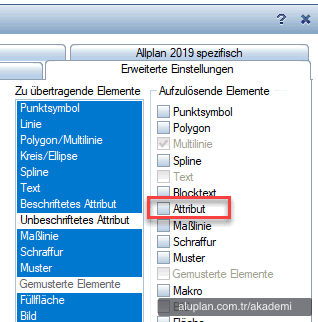 ? ×
Allplan 2019 spezifisch
Erweiterte Einstellungen
Zu übertragende Elemente
Punktsymbol
Linie
Polygon/Multilinie
Kreis/Ellipse
Spline
Text
Beschriftetes Attribut
Unbeschriftetes Attribut
Maßlinie
Schraffur
Muster
Gemusterte Elemente
Füllfläche
Bild
Aufzulösende Elemente
Punktsymbol
Polygon
Multilinie
Spline
Text
Blocktext
Attribut
Maßlinie
Schraffur
Muster
Gemusterte Elemente
Makro
aluplan.com.tr/akademi